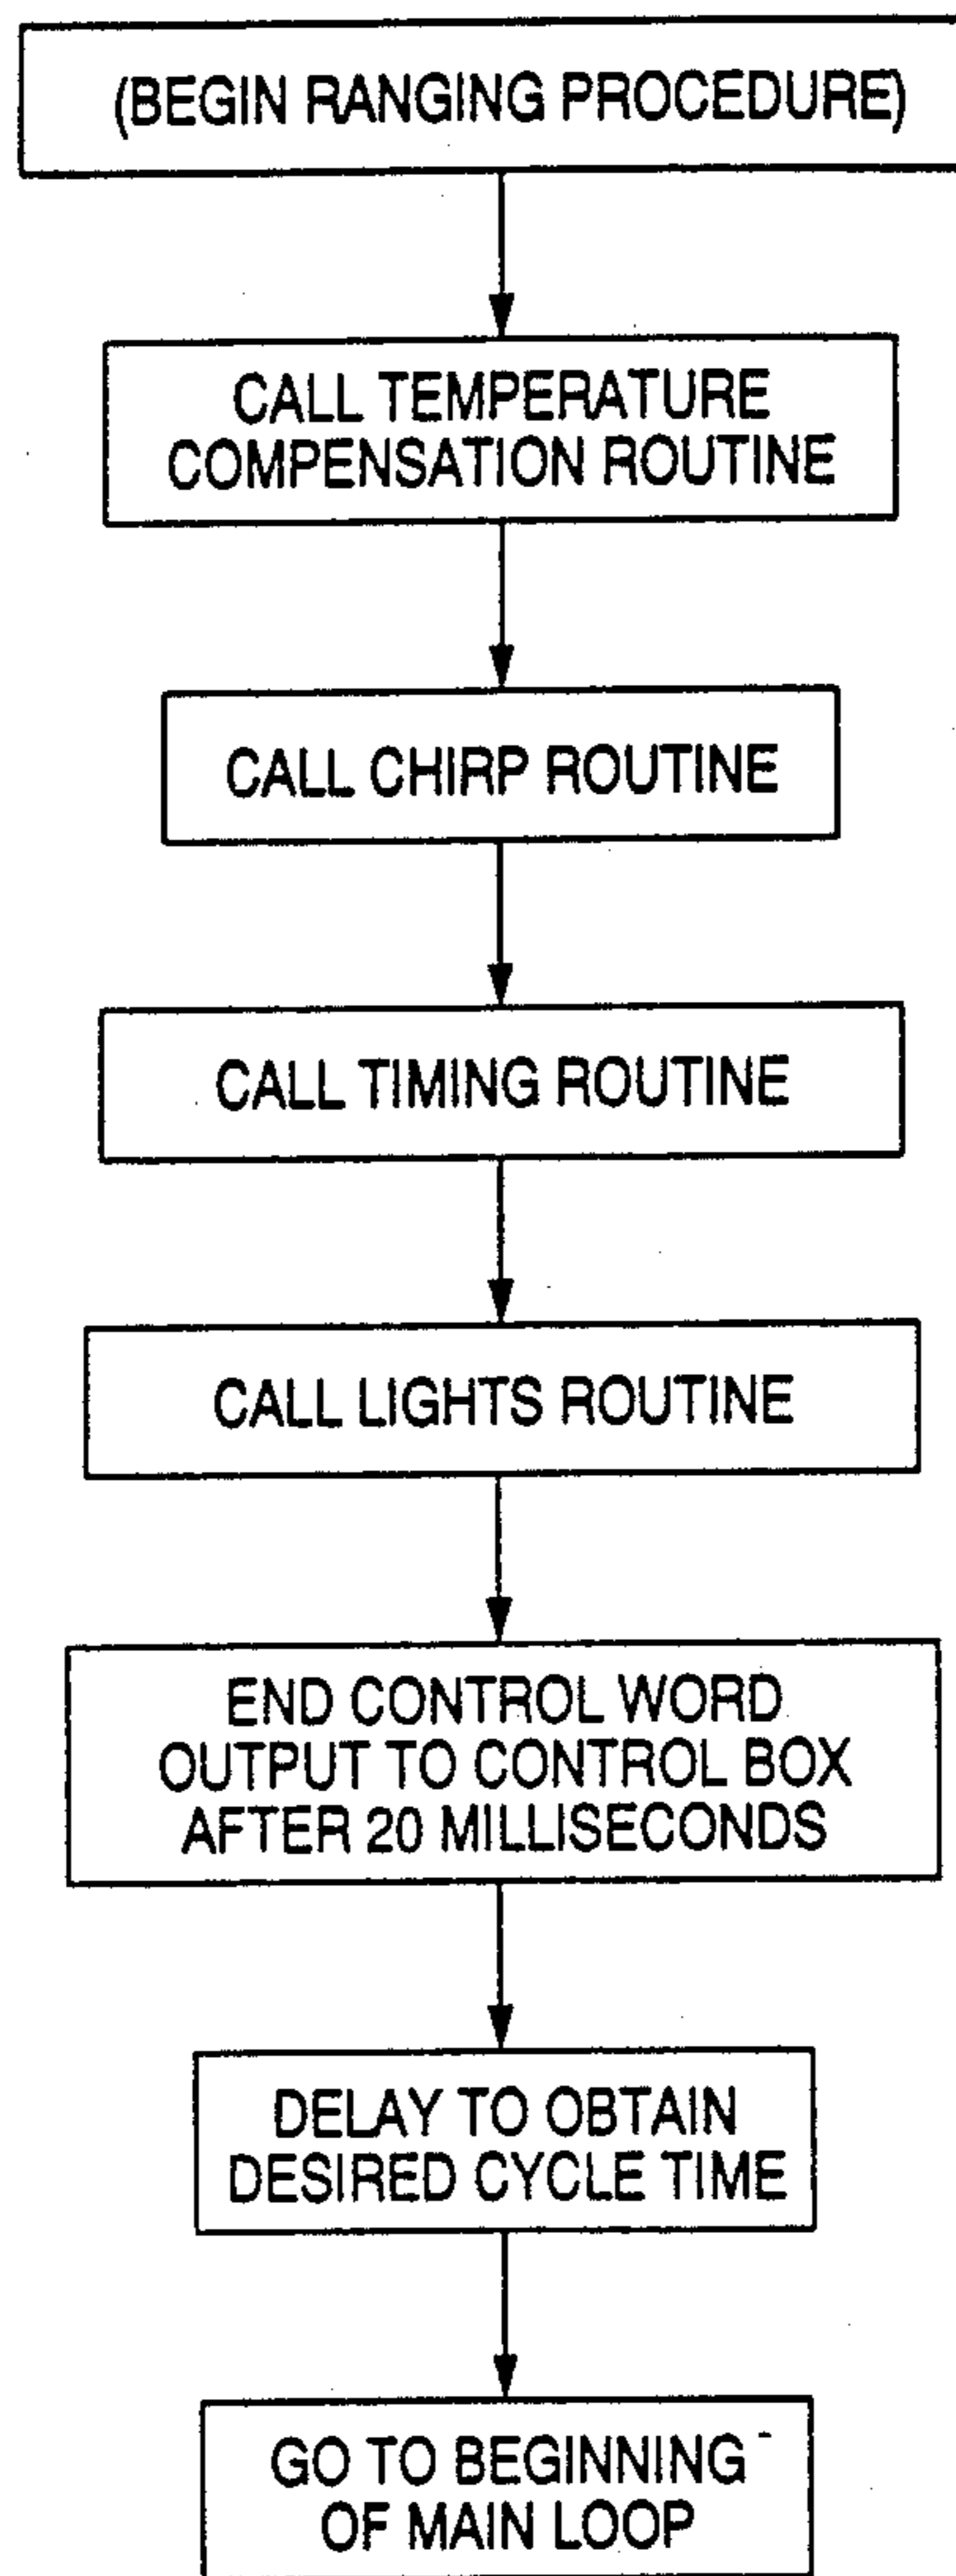 (BEGIN RANGING PROCEDURE)
CALL TEMPERATURE
COMPENSATION ROUTINE
CALL CHIRP ROUTINE
CALL TIMING ROUTINE
CALL LIGHTS ROUTINE
END CONTROL WORD
OUTPUT TO CONTROL BOX
AFTER 20 MILLISECONDS
DELAY TO OBTAIN
DESIRED CYCLE TIME
GO TO BEGINNING
OF MAIN LOOP